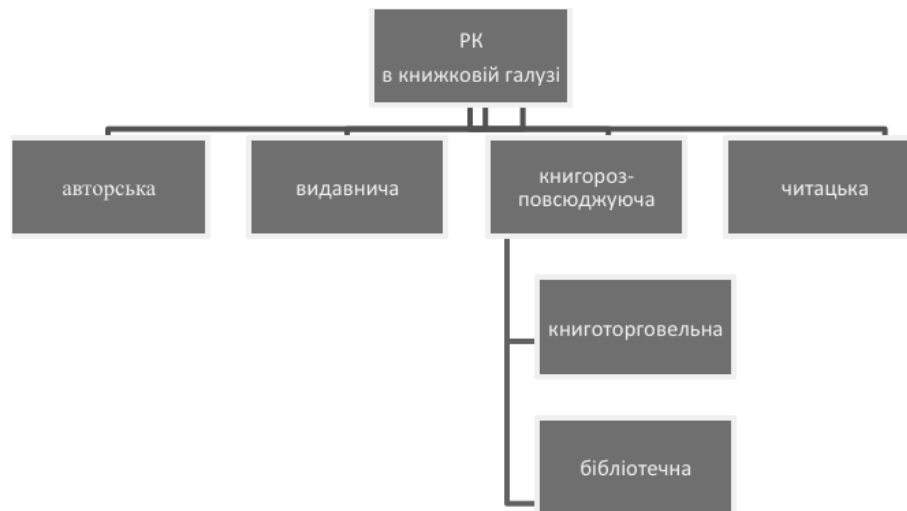 РК
в книжковій галузі
авторська
видавнича
книгороз-
повсюджуюча
читацька
книготорговельна
бібліотечна